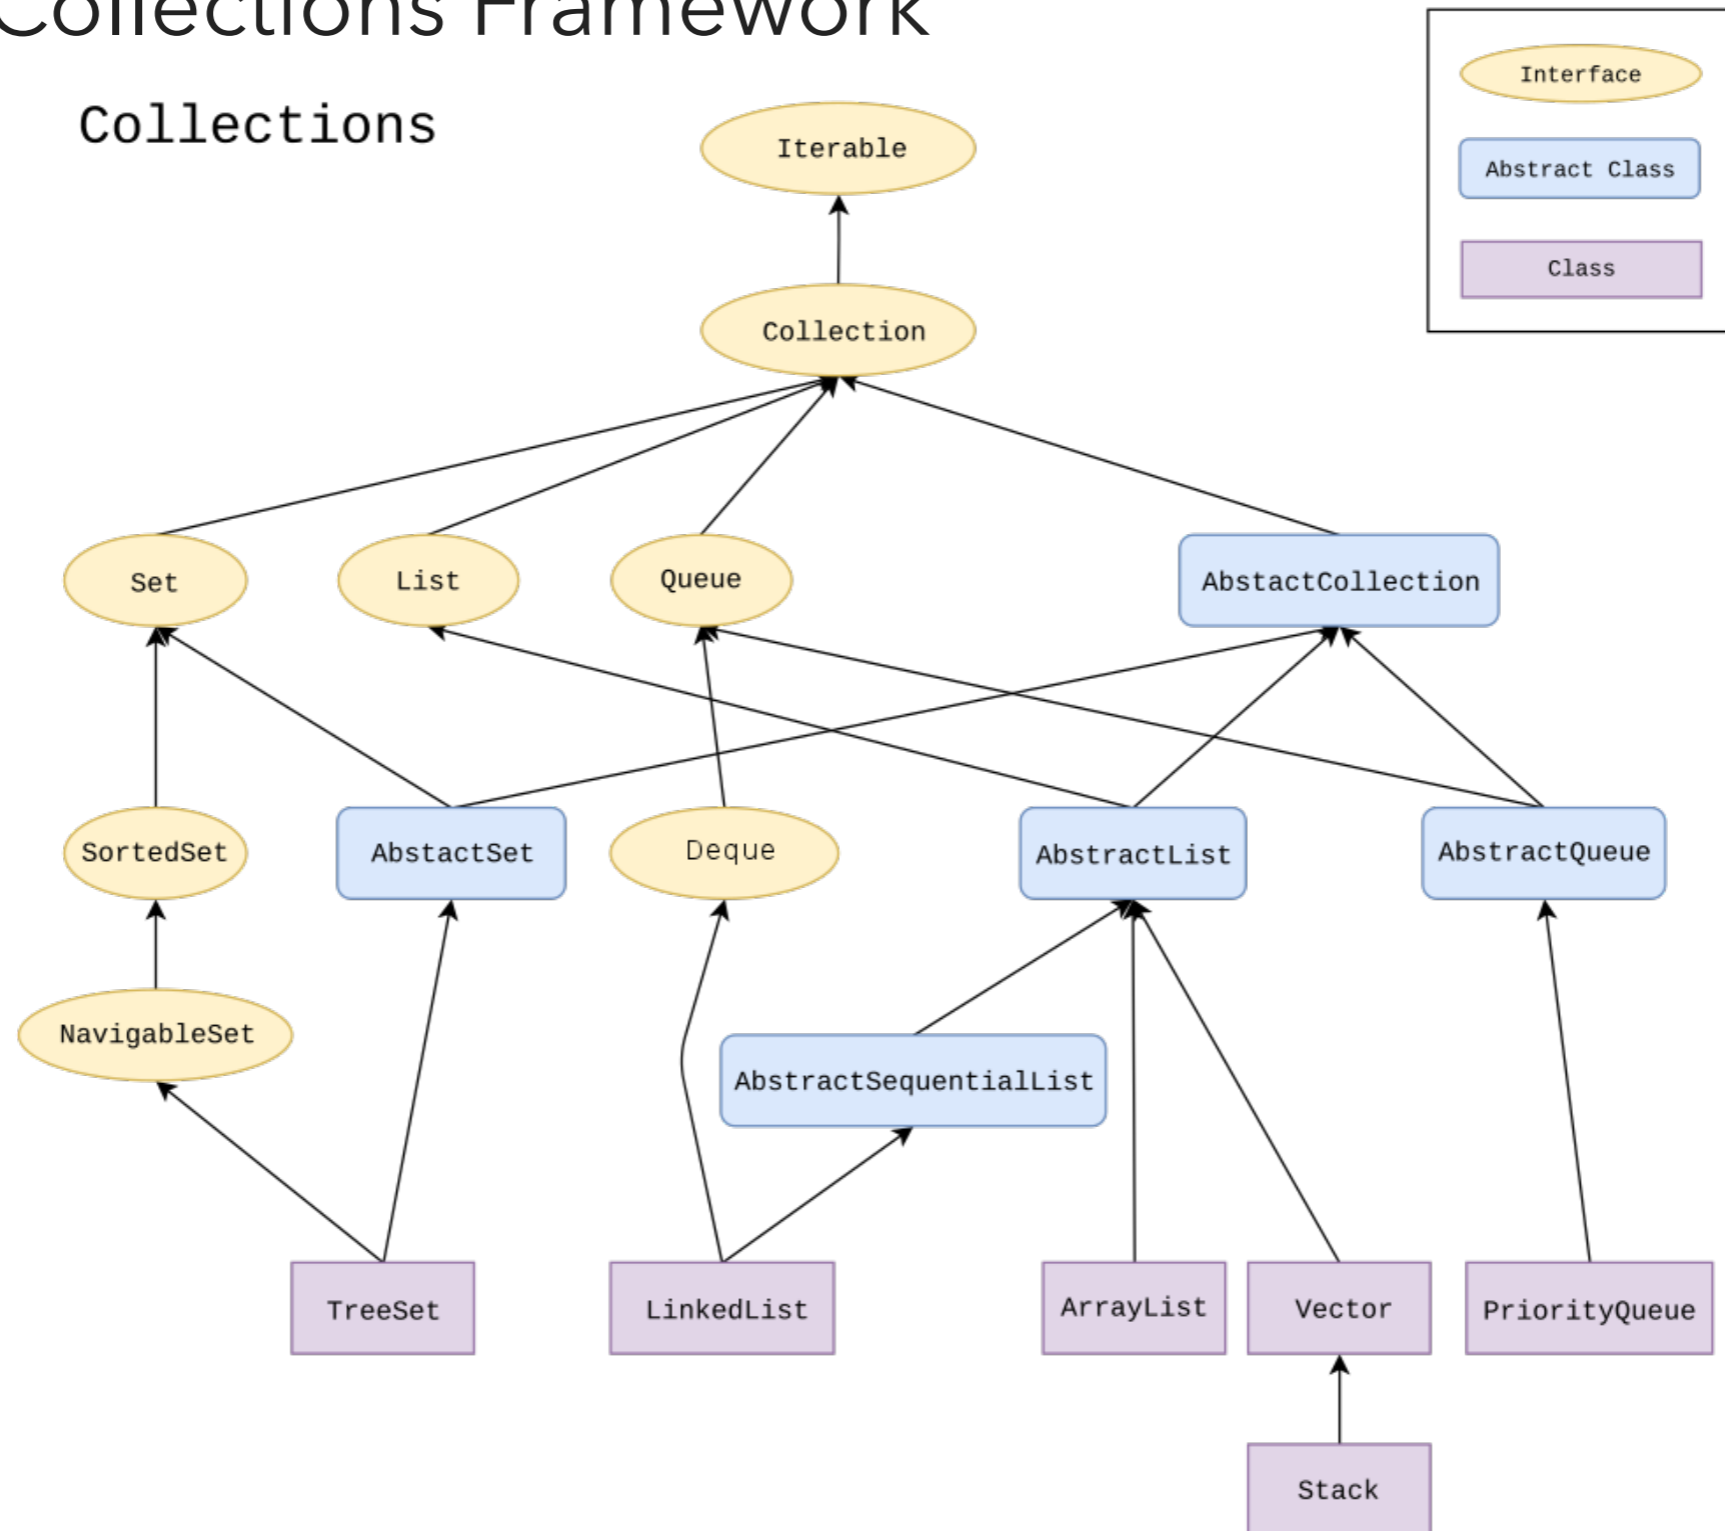 Collections Framework
Collections
Interface
Abstract Class
Class
Iterable
Collection
Set
List
Queue
AbstactCollection
SortedSet
AbstactSet
Deque
AbstractList
AbstractQueue
NavigableSet
AbstractSequentialList
TreeSet
LinkedList
ArrayList
Vector
PriorityQueue
Stack